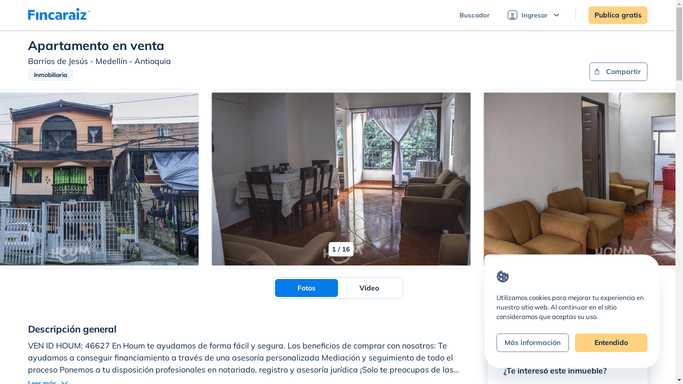 Fincaraiz
Buscador
Ingresar
Publica gratis
Apartamento en venta
Barrios de Jesús - Medellín - Antioquia
Inmobiliaria
Compartir
HOUM
HOUM
HOUM
1 / 16
Fotos
Video
Descripción general
VEN ID HOUM: 46627 En Houm te ayudamos de forma fácil y segura. Los beneficios de comprar con nosotros: Te
ayudamos a conseguir financiamiento a través de una asesoría personalizada Mediación y seguimiento de todo el
proceso Ponemos a tu disposición profesionales en notariado, registro y asesoría jurídica ¡Solo te preocupas de las...
Leer más
Utilizamos cookies para mejorar tu experiencia en
nuestro sitio web. Al continuar en el sitio
consideramos que aceptas su uso.
Más información
Entendido
¿Te interesó este inmueble?